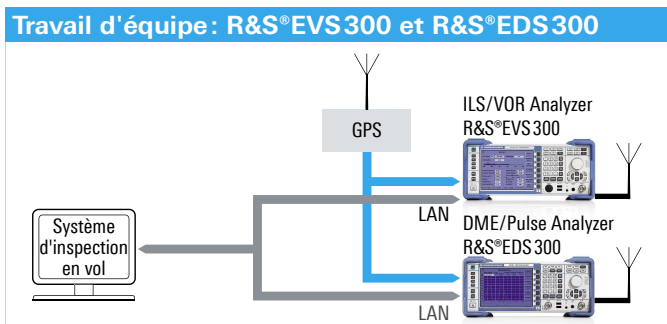 Travail d'équipe: R&S®EVS300 et R&S®EDS300
GPS
ILS/VOR Analyzer
R&S®EVS300
LAN
Système
d'inspection
en vol
DME/Pulse Analyzer
R&S®EDS300
LAN